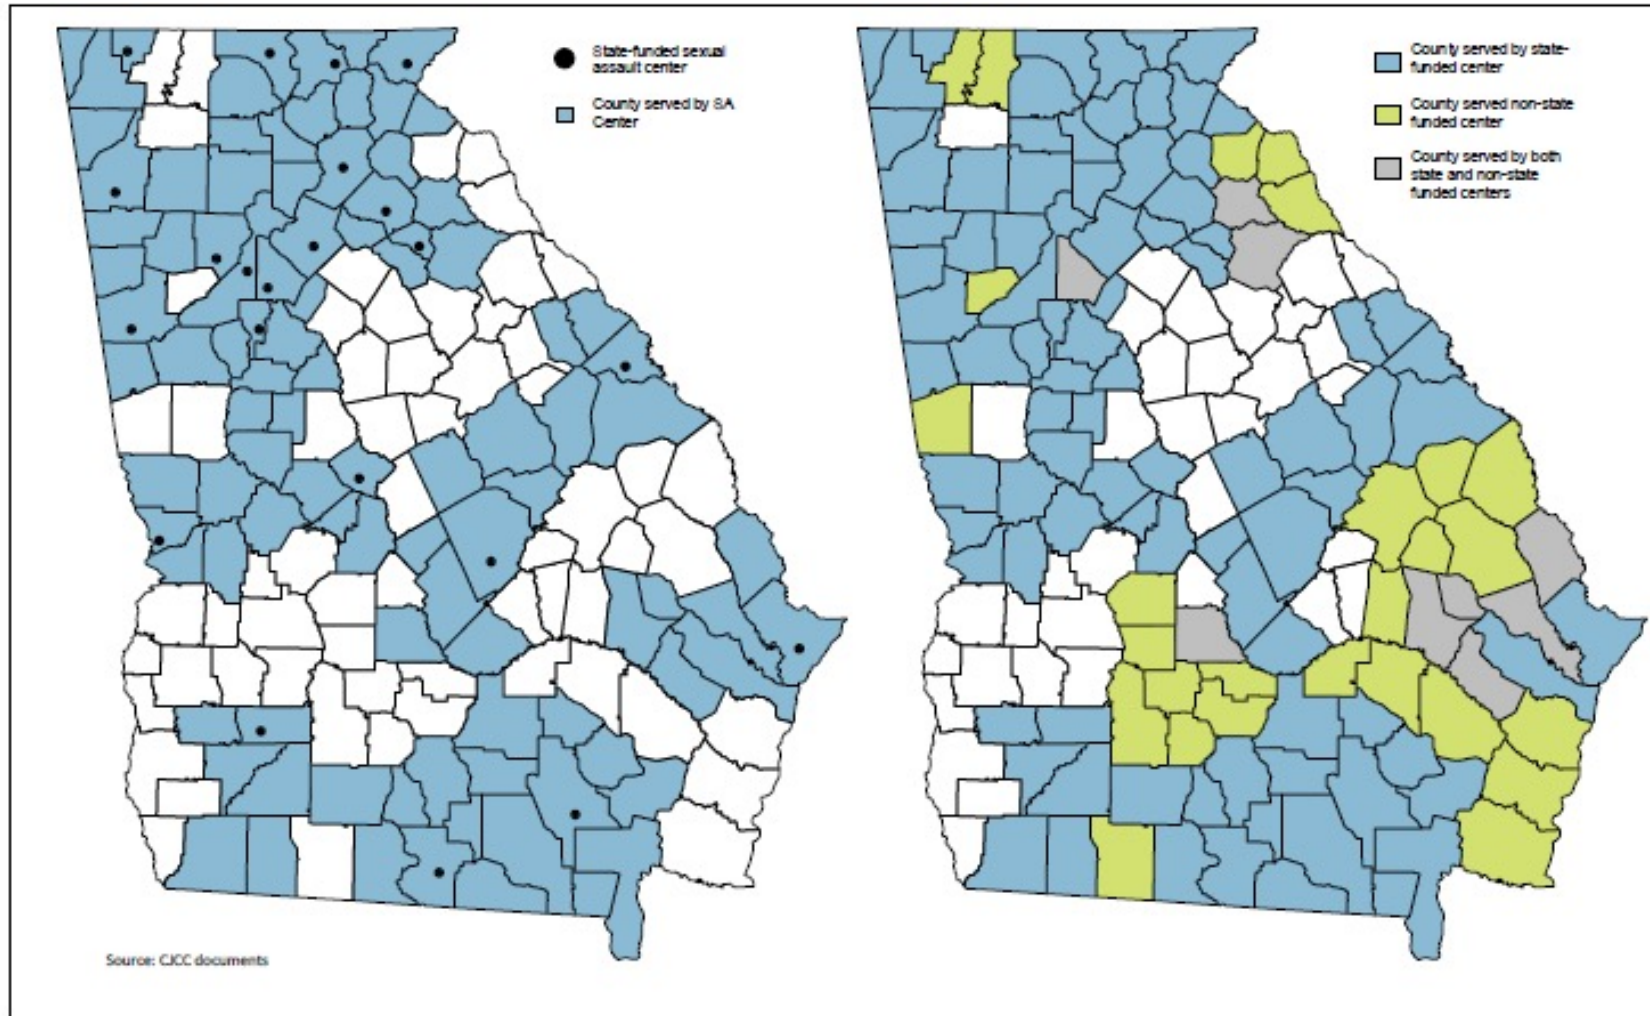 State-funded sexual
assault center
County served by SA
Center
County served by state-
funded center
County served non-state
funded center
County served by both
state and non-state
funded centers
Source: CJCC documents